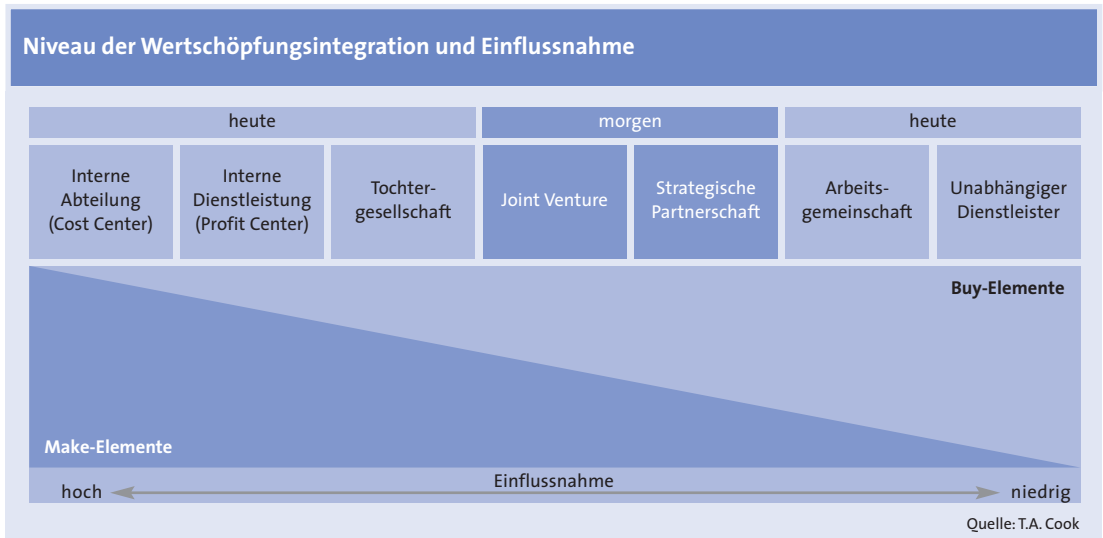 Niveau der Wertschöpfungsintegration und Einflussnahme
heute
morgen
heute
Interne
Abteilung
(Cost Center)
Interne
Dienstleistung
(Profit Center)
Tochter-
gesellschaft
Joint Venture
Strategische
Partnerschaft
Arbeits-
gemeinschaft
Unabhängiger
Dienstleister
Buy-Elemente
Make-Elemente
Einflussnahme
hoch
niedrig
Quelle: T.A. Cook